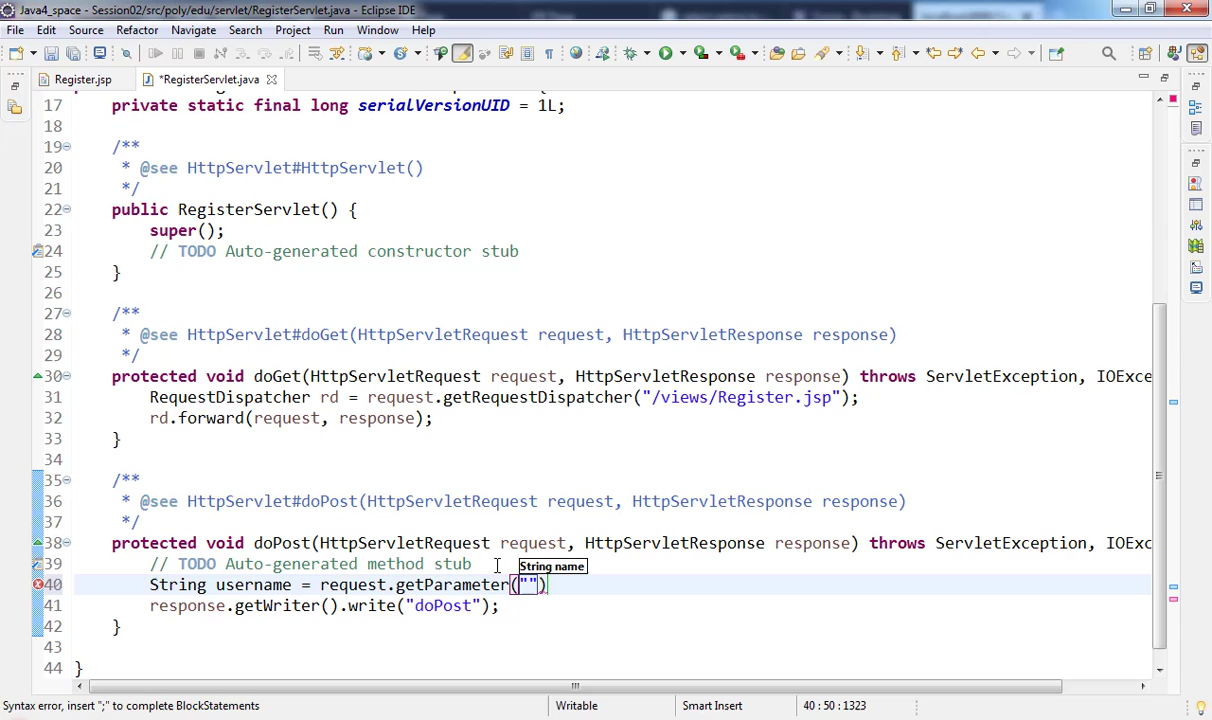 Java4_space - Session02/src/poly/edu/servlet/RegisterServlet.java - Eclipse IDE
File Edit Source Refactor Navigate Search Project Run Window Help
Register.jsp *RegisterServlet.java
17 private static final long serialVersionUID = 1L;
18
19 /**
20 * @see HttpServlet#HttpServlet()
21 */
22 public RegisterServlet() {
23 super();
24 // TODO Auto-generated constructor stub
25 }
26
27 /**
28 * @see HttpServlet#doGet(HttpServletRequest request, HttpServletResponse response)
29 */
30 protected void doGet(HttpServletRequest request, HttpServletResponse response) throws ServletException, IOExce
31 RequestDispatcher rd = request.getRequestDispatcher("/views/Register.jsp");
32 rd.forward(request, response);
33 }
34
35 /**
36 * @see HttpServlet#doPost(HttpServletRequest request, HttpServletResponse response)
37 */
38 protected void doPost(HttpServletRequest request, HttpServletResponse response) throws ServletException, IOExc
39 // TODO Auto-generated method stub String name
40 String username = request.getParameter("")
41 response.getWriter().write("doPost");
42 }
43
44 }
Syntax error, insert ";" to complete BlockStatements Writable Smart Insert 40 : 50 : 1323